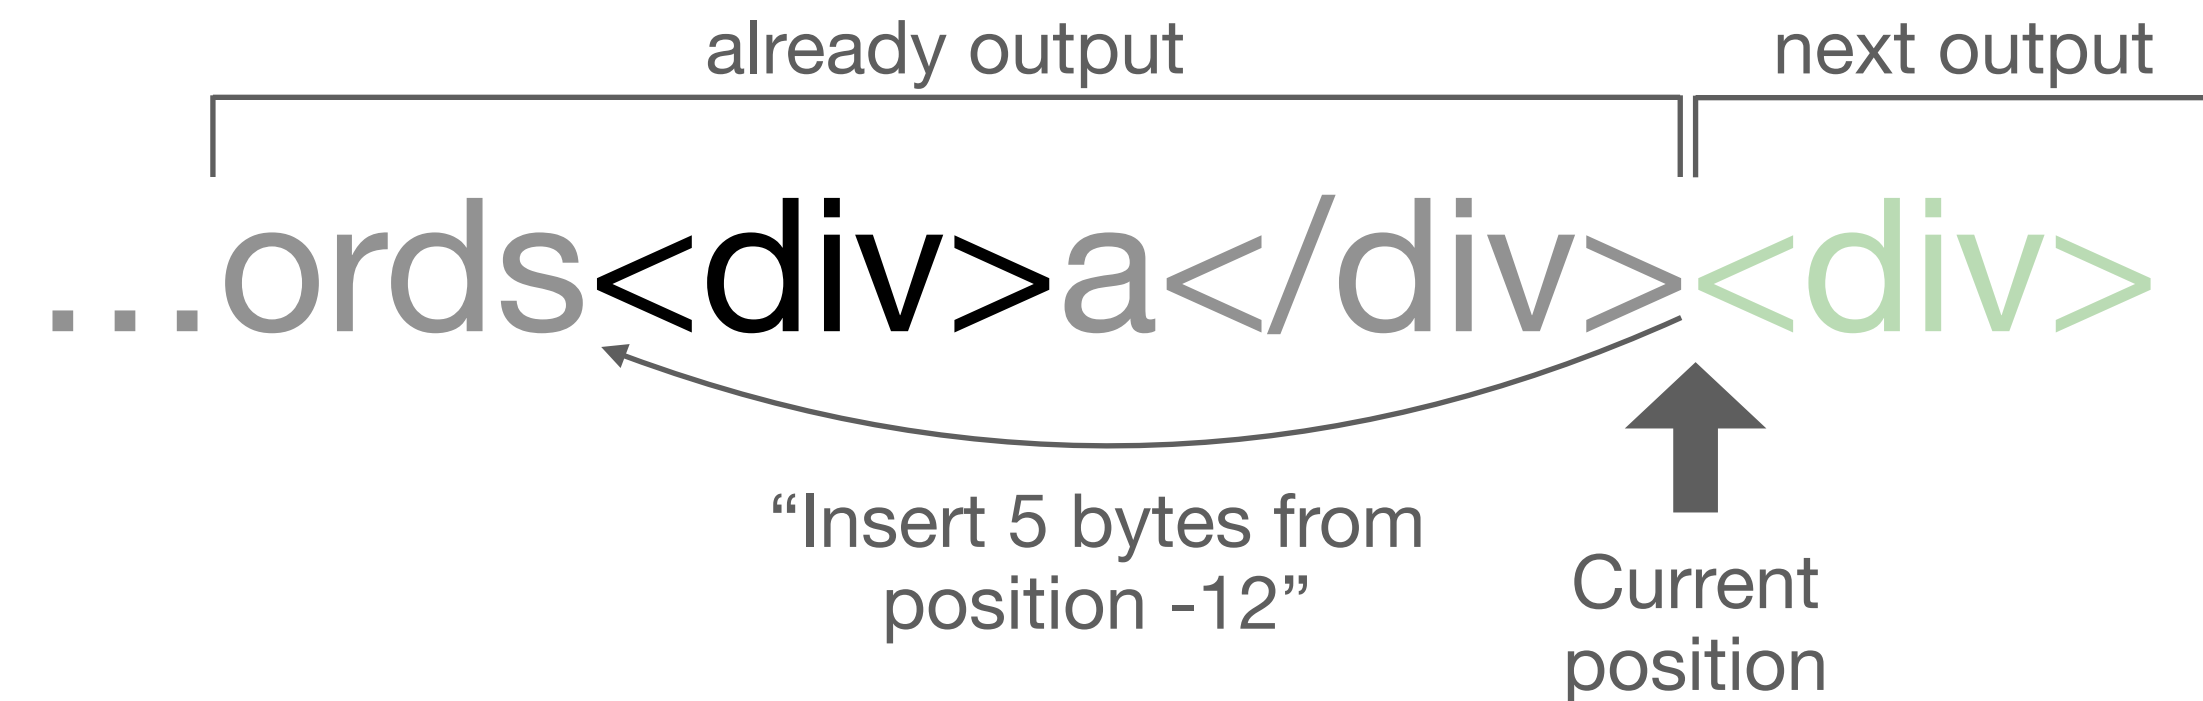 already output
next output
…ords<div>a</div><div>
“Insert 5 bytes from
position -12”
Current
position